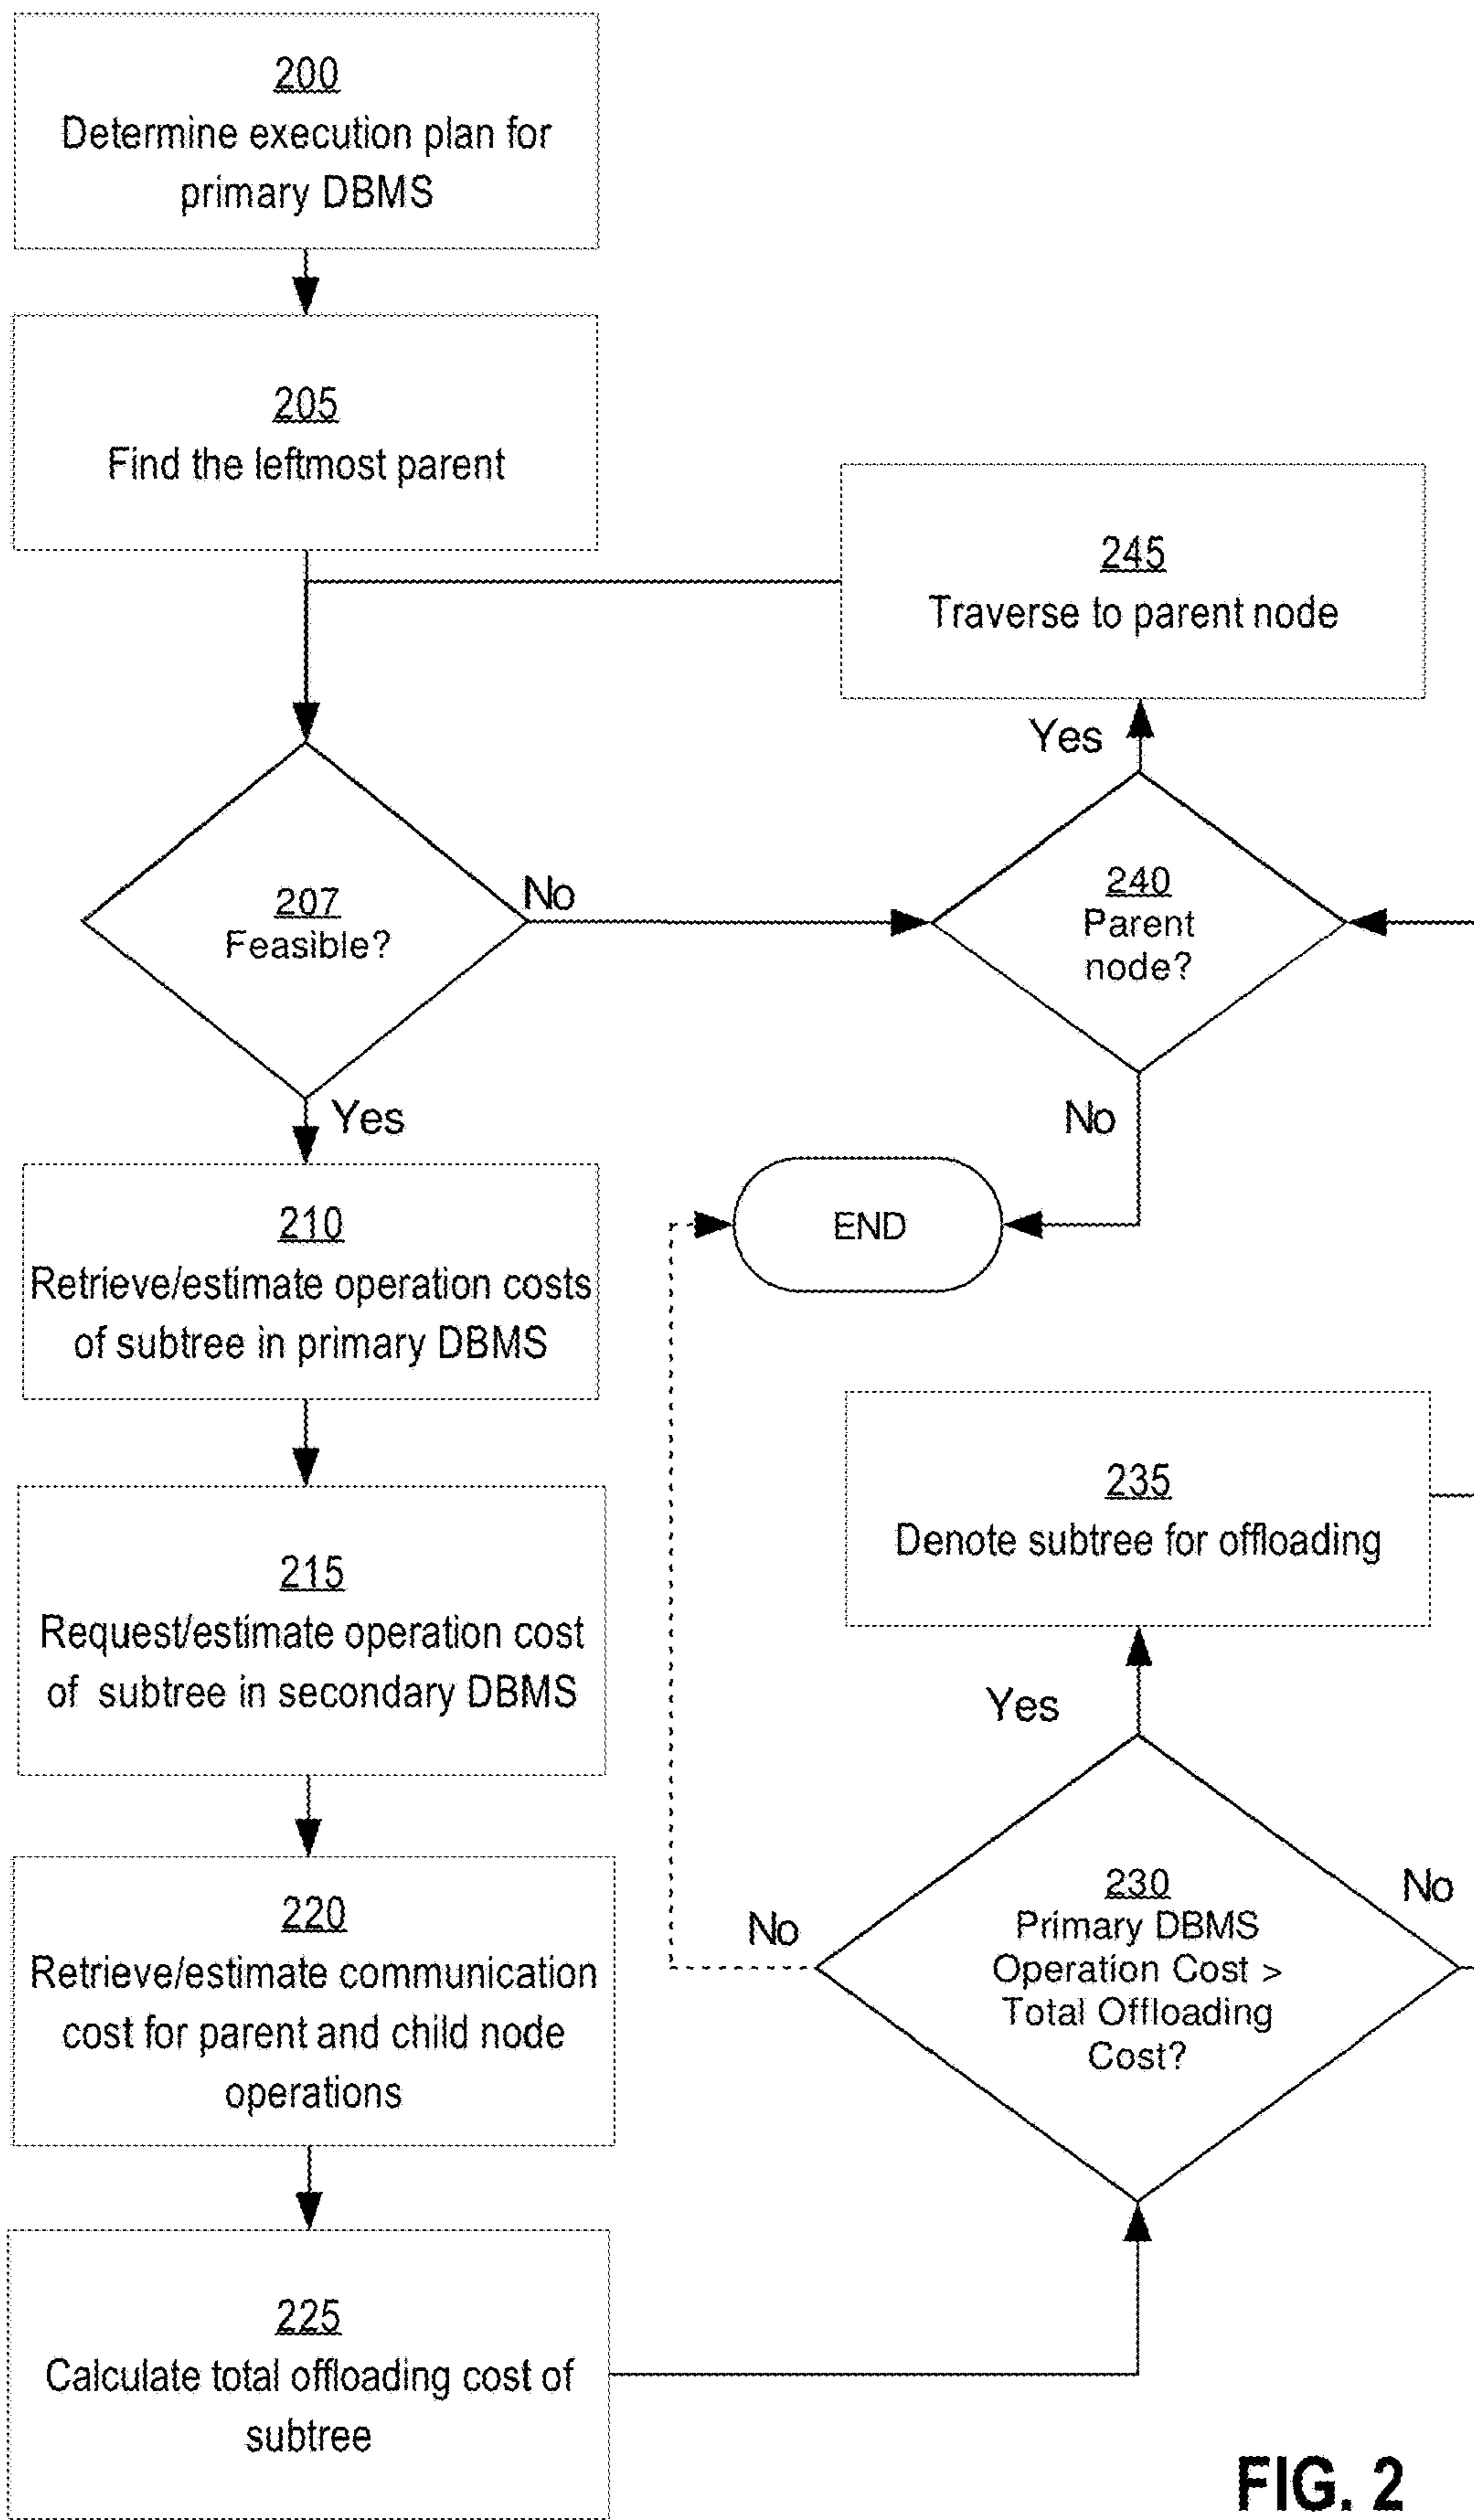 200
Determine execution plan for
primary DBMS
205
Find the leftmost parent
245
Traverse to parent node
Yes
207
Feasible?
No
240
Parent
node?
Yes
No
END
210
Retrieve/estimate operation costs
of subtree in primary DBMS
215
Request/estimate operation cost
of subtree in secondary DBMS
235
Denote subtree for offloading
Yes
220
Retrieve/estimate communication
cost for parent and child node
operations
No
230
Primary DBMS
Operation Cost >
Total Offloading
Cost?
No
225
Calculate total offloading cost of
subtree
FIG. 2